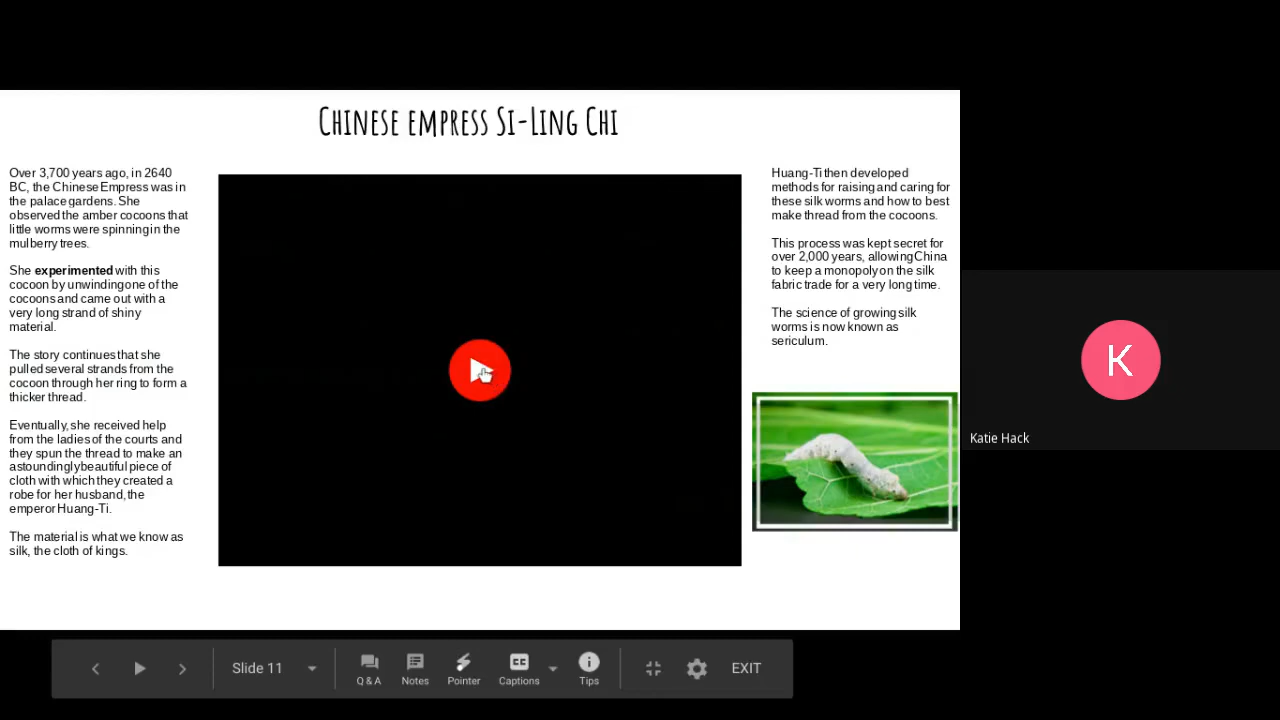 Chinese empress Si-Ling Chi
Over 3,700 years ago, in 2640
BC, the Chinese Empress was in
the palace gardens. She
observed the amber cocoons that
little worms were spinning in the
mulberry trees.
She experimented with this
cocoon by unwinding one of the
cocoons and came out with a
very long strand of shiny
material.
The story continues that she
pulled several strands from the
cocoon through her ring to form a
thicker thread.
Eventually, she received help
from the ladies of the courts and
they spun the thread to make an
astoundingly beautiful piece of
cloth with which they created a
robe for her husband, the
emperor Huang-Ti.
The material is what we know as
silk, the cloth of kings.
Huang-Ti then developed
methods for raising and caring for
these silk worms and how to best
make thread from the cocoons.
This process was kept secret for
over 2,000 years, allowing China
to keep a monopoly on the silk
fabric trade for a very long time.
The science of growing silk
worms is now known as
sericulum.
K
Katie Hack
Slide 11
Q & A
Notes
Pointer
CC
Captions
Tips
EXIT